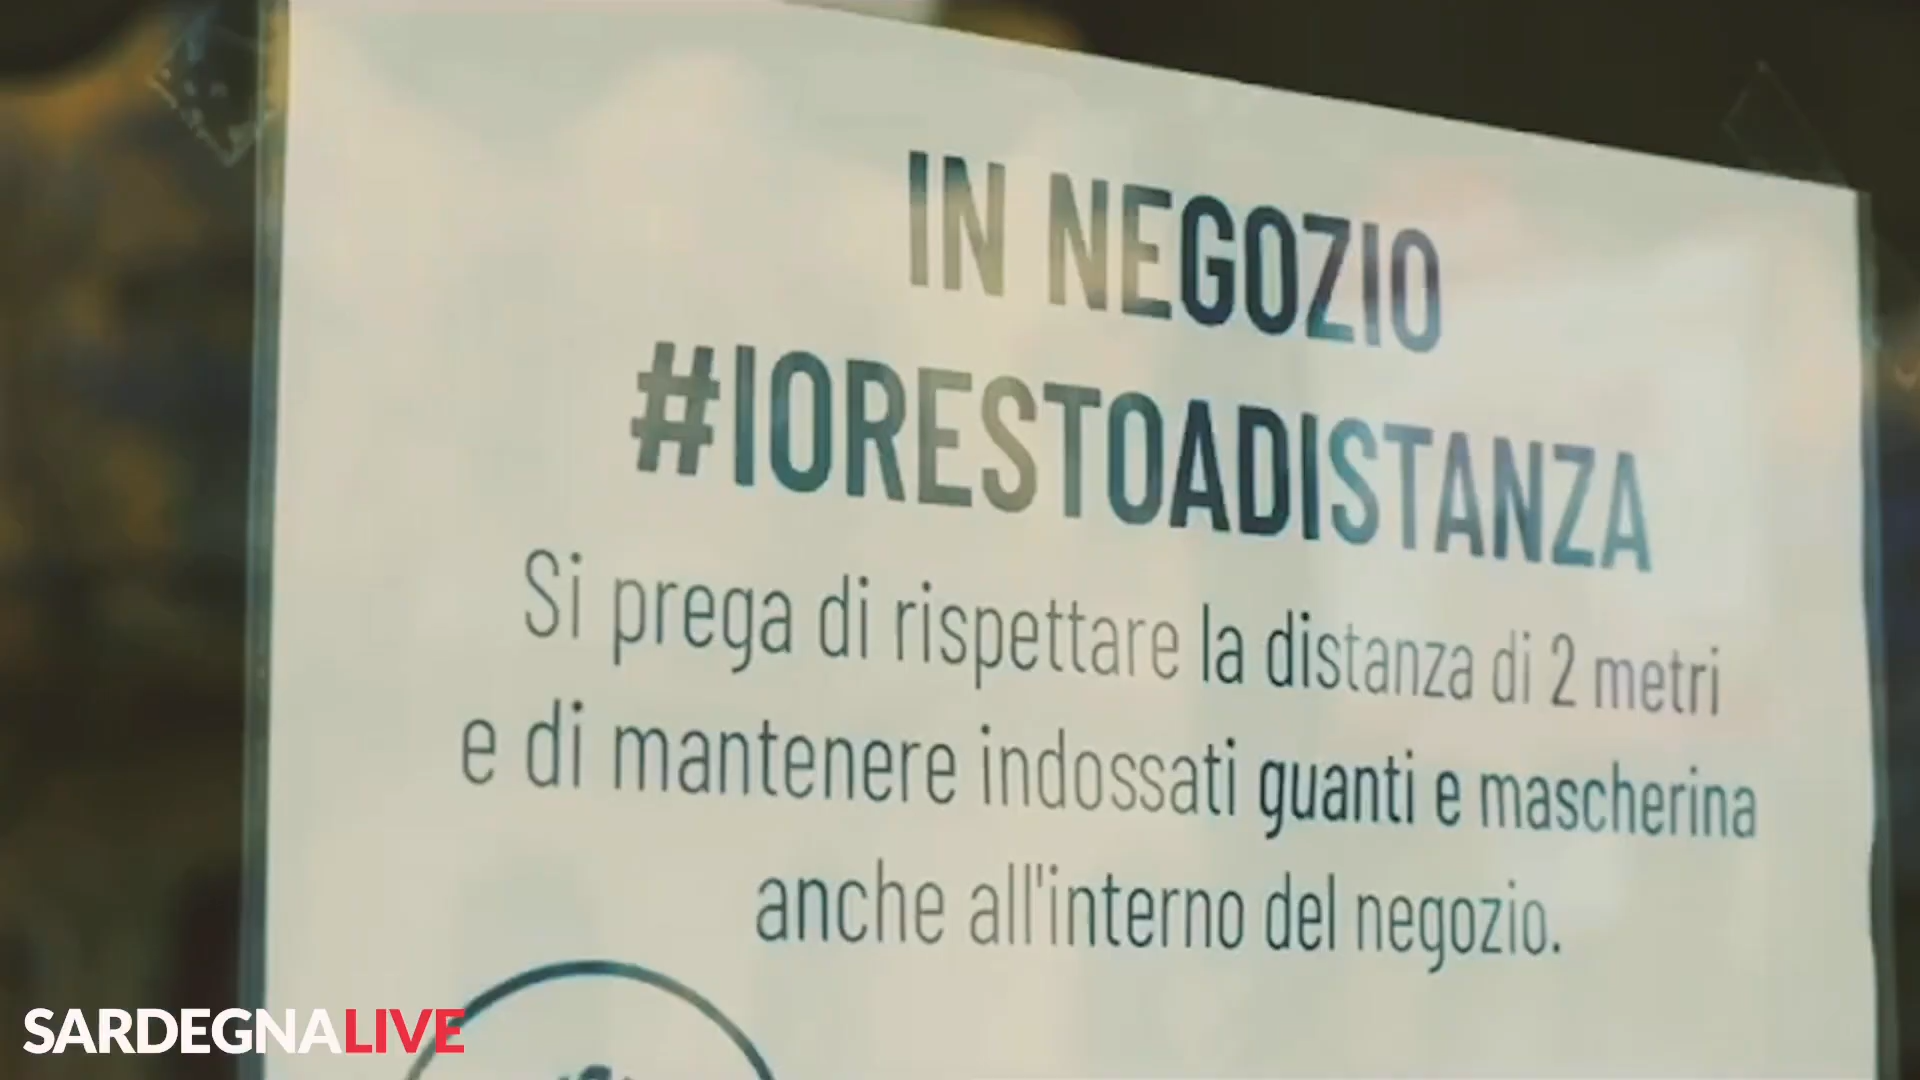 IN NEGOZIO
#IORESTOADISTANZA
Si prega di rispettare la distanza di 2 metri
e di mantenere indossati guanti e mascherina
anche all'interno del negozio.
SARDEGNALIVE